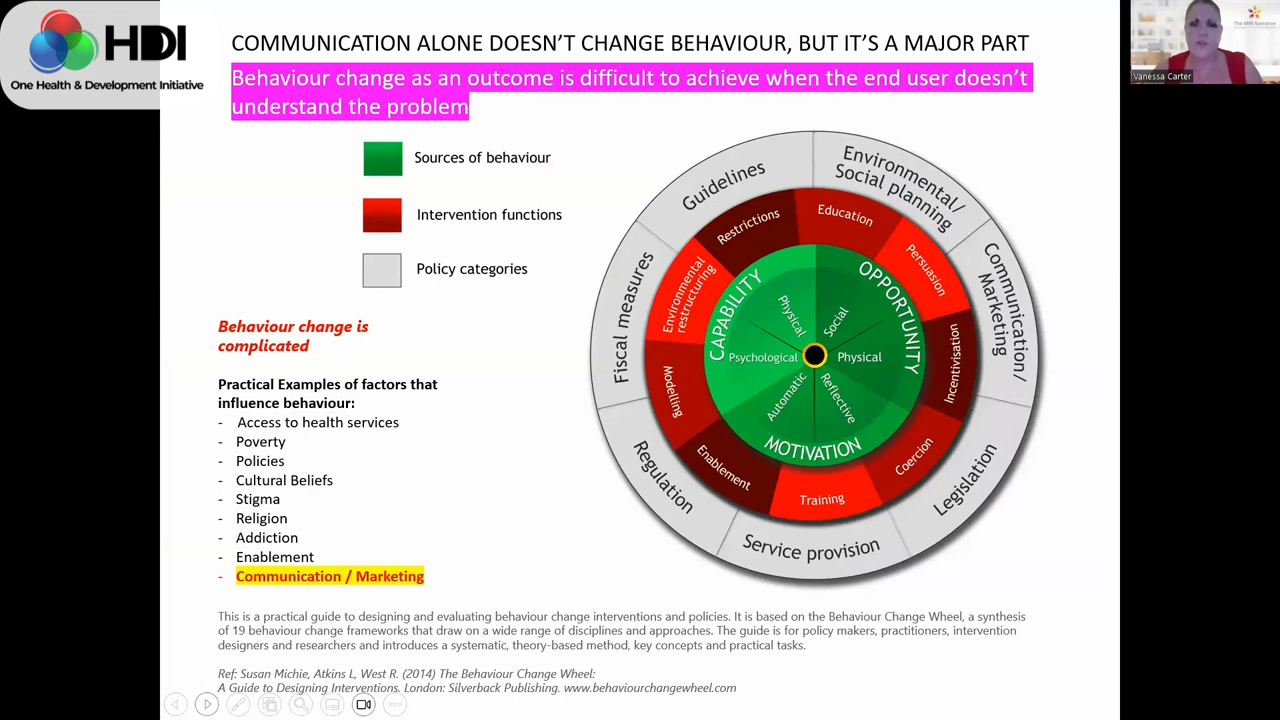 HDI
One Health & Development Initiative
COMMUNICATION ALONE DOESN'T CHANGE BEHAVIOUR, BUT IT'S A MAJOR PART
Behaviour change as an outcome is difficult to achieve when the end user doesn't
understand the problem
Vanessa Carter
Sources of behaviour
Intervention functions
Policy categories
Behaviour change is
complicated
Practical Examples of factors that
influence behaviour:
- Access to health services
- Poverty
- Policies
- Cultural Beliefs
- Stigma
- Religion
- Addiction
- Enablement
- Communication / Marketing
Guidelines
Environmental/
Social planning
Communication/
Marketing
Legislation
Service provision
Regulation
Fiscal measures
Restrictions
Education
Persuasion
Incentivisation
Coercion
Training
Enablement
Modelling
Environmental
restructuring
CAPABILITY
OPPORTUNITY
MOTIVATION
Physical
Social
Psychological
Physical
Automatic
Reflective
This is a practical guide to designing and evaluating behaviour change interventions and policies. It is based on the Behaviour Change Wheel, a synthesis
of 19 behaviour change frameworks that draw on a wide range of disciplines and approaches. The guide is for policy makers, practitioners, intervention
designers and researchers and introduces a systematic, theory-based method, key concepts and practical tasks.
Ref: Susan Michie, Atkins L, West R. (2014) The Behaviour Change Wheel:
A Guide to Designing Interventions. London: Silverback Publishing. www.behaviourchangewheel.com